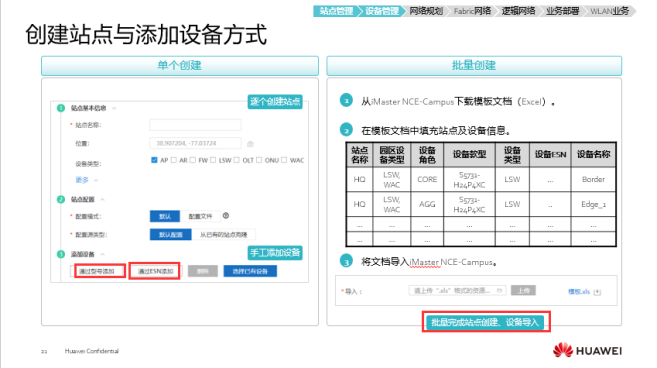 站点管理 设备管理 网络规划 Fabric网络 逻辑网络 业务部署 WLAN业务
创建站点与添加设备方式
单个创建
逐个创建站点
1 站点基本信息
* 站点名称:
位置: 30.907204, -77.03724
设备类型: AP AR FW LSW OLT ONU WAC
更多
2 站点配置
* 配置模式: 默认 配置文件
* 配置源类型: 默认配置 从已有的站点克隆
3 添加设备
手工添加设备
通过型号添加 通过ESN添加 删除 选择已有设备
批量创建
1 从iMaster NCE-Campus下载模板文档（Excel）。
2 在模板文档中填充站点及设备信息。
站点名称 园区设备类型 设备角色 设备款型 设备类型 设备ESN 设备名称
HQ LSW, WAC CORE S5731-H24P4XC LSW ... Border
HQ LSW, WAC AGG S5731-H24P4XC LSW .. Edge_1
... ... ... ... ... ... ...
... ... ... ... ... ... ...
3 将文档导入iMaster NCE-Campus。
* 导入: 请上传 ".xls" 格式的资源... 上传 模板.xls
批量完成站点创建、设备导入
21 Huawei Confidential
HUAWEI